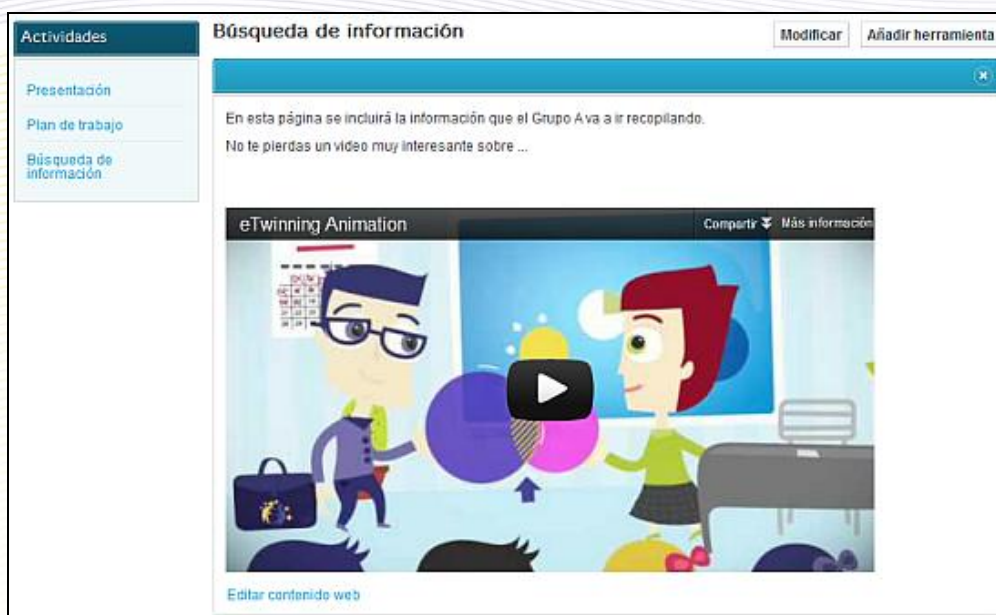 Actividades
Presentación
Plan de trabajo
Búsqueda de
información
Búsqueda de información
Modificar
Añadir herramienta
En esta página se incluirá la información que el Grupo A va a ir recopilando.
No te pierdas un video muy interesante sobre ...
eTwinning Animation
Compartir
Más información
Editar contenido web